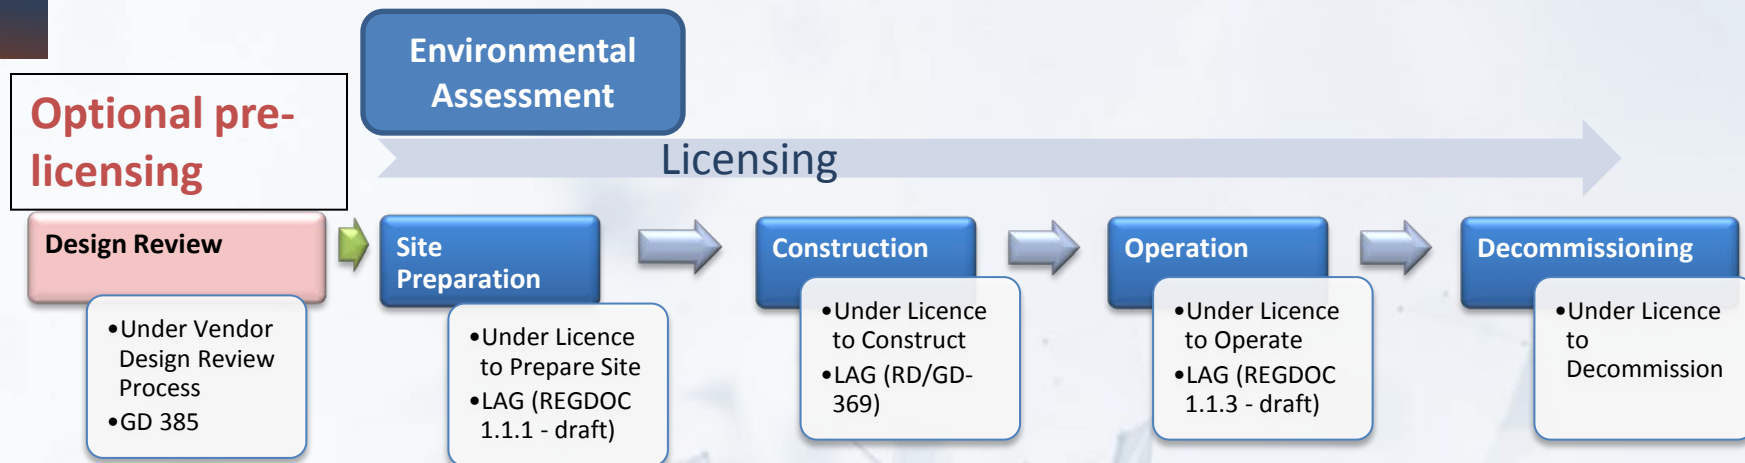 Environmental
Assessment
Optional pre-
licensing
Licensing
Design Review
•Under Vendor
Design Review
Process
•GD 385
Site
Preparation
•Under Licence
to Prepare Site
•LAG (REGDOC
1.1.1 - draft)
Construction
•Under Licence
to Construct
•LAG (RD/GD-
369)
Operation
•Under Licence
to Operate
•LAG (REGDOC
1.1.3 - draft)
Decommissioning
•Under Licence
to
Decommission